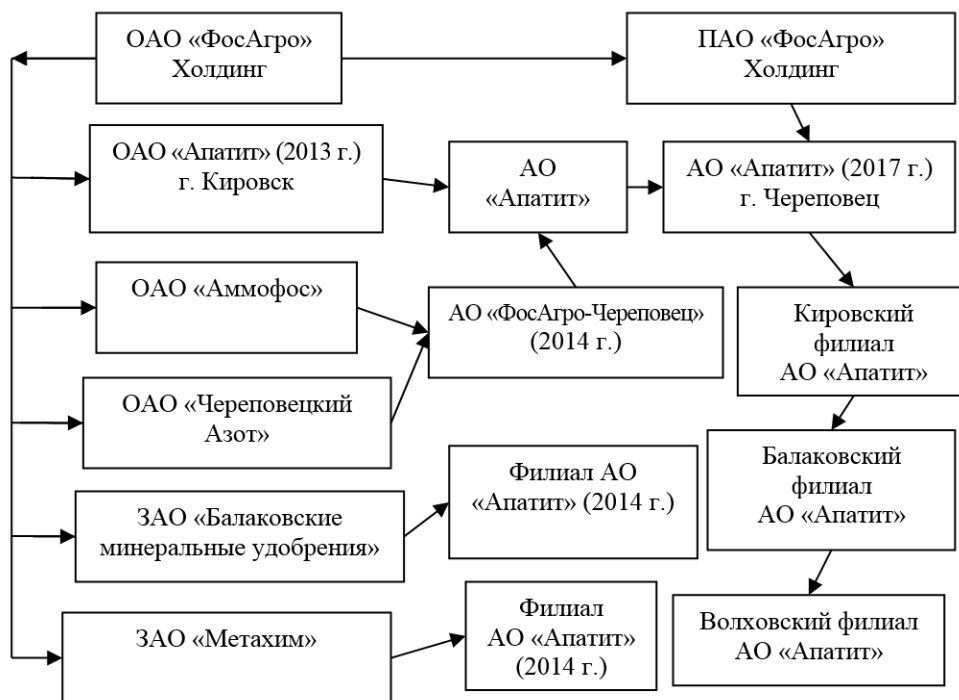 ОАО «ФосАгро»
Холдинг
ПАО «ФосАгро»
Холдинг
ОАО «Апатит» (2013 г.)
г. Кировск
АО
«Апатит»
АО «Апатит» (2017 г.)
г. Череповец
ОАО «Аммофос»
АО «ФосАгро-Череповец»
(2014 г.)
Кировский
филиал
АО «Апатит»
ОАО «Череповецкий
Азот»
Филиал АО
«Апатит» (2014 г.)
Балаковский
филиал
АО «Апатит»
ЗАО «Балаковские
минеральные удобрения»
Филиал
АО «Апатит»
(2014 г.)
Волховский филиал
АО «Апатит»
ЗАО «Метахим»